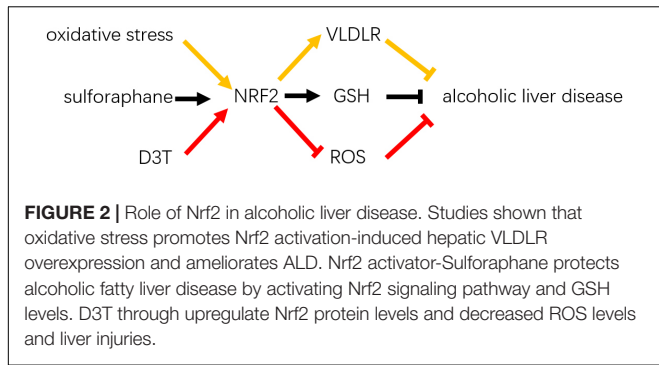 oxidative stress VLDLR
sulforaphane NRF2 GSH alcoholic liver disease
D3T ROS
FIGURE 2 | Role of Nrf2 in alcoholic liver disease. Studies shown that
oxidative stress promotes Nrf2 activation-induced hepatic VLDLR
overexpression and ameliorates ALD. Nrf2 activator-Sulforaphane protects
alcoholic fatty liver disease by activating Nrf2 signaling pathway and GSH
levels. D3T through upregulate Nrf2 protein levels and decreased ROS levels
and liver injuries.